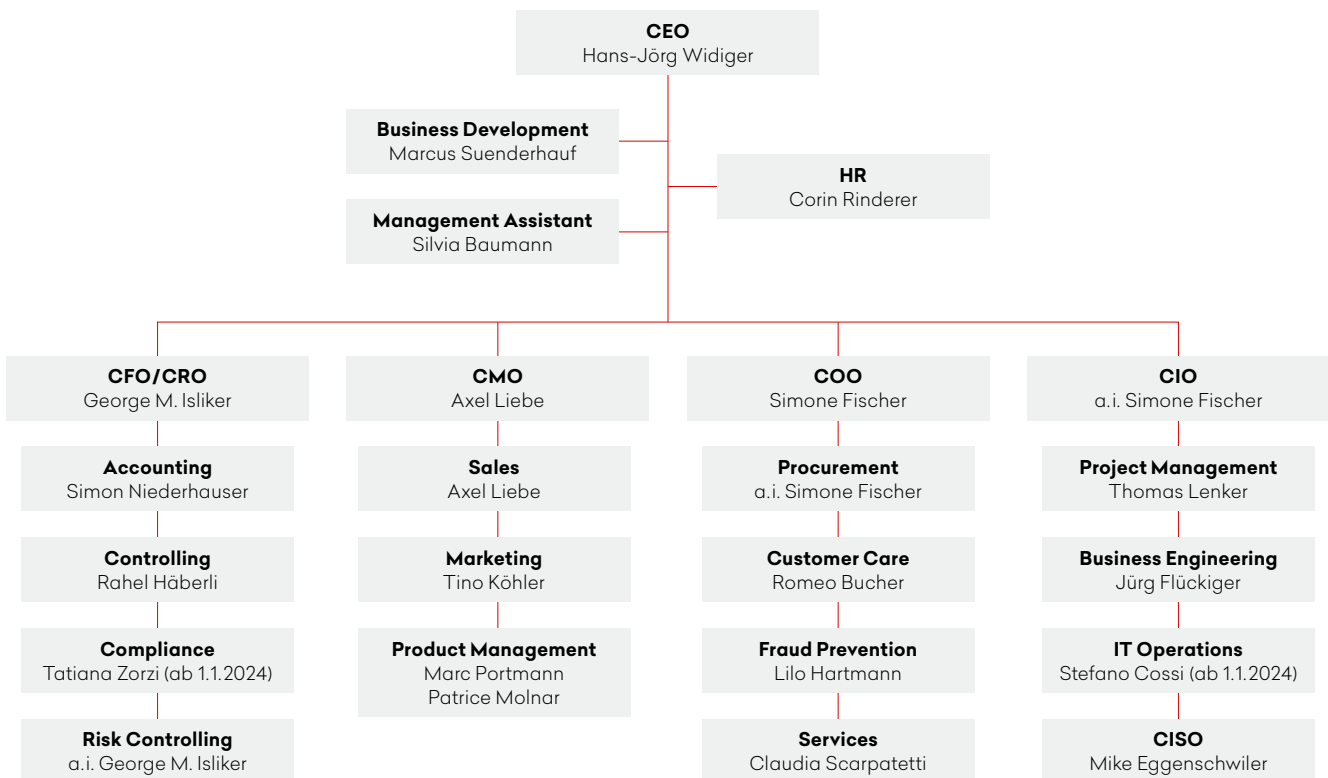 CEO
Hans-Jörg Widiger
Business Development
Marcus Suenderhauf
HR
Corin Rinderer
Management Assistant
Silvia Baumann
CFO/CRO
George M. Isliker
Accounting
Simon Niederhauser
Controlling
Rahel Häberli
Compliance
Tatiana Zorzi (ab 1.1.2024)
Risk Controlling
a.i. George M. Isliker
CMO
Axel Liebe
Sales
Axel Liebe
Marketing
Tino Köhler
Product Management
Marc Portmann
Patrice Molnar
COO
Simone Fischer
Procurement
a.i. Simone Fischer
Customer Care
Romeo Bucher
Fraud Prevention
Lilo Hartmann
Services
Claudia Scarpatetti
CIO
a.i. Simone Fischer
Project Management
Thomas Lenker
Business Engineering
Jürg Flückiger
IT Operations
Stefano Cossi (ab 1.1.2024)
CISO
Mike Eggenschwiler